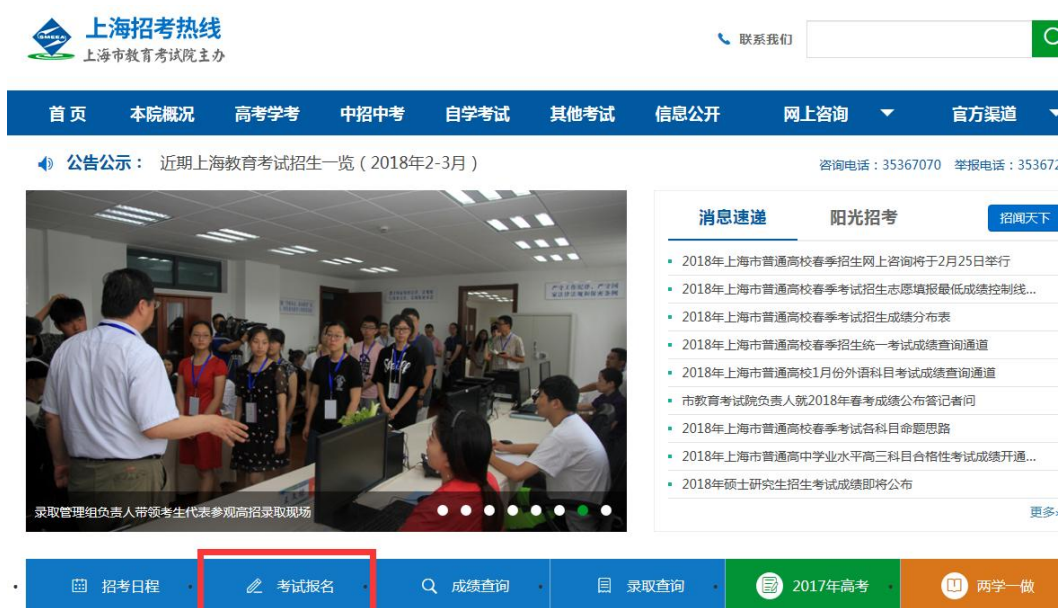 上海招考热线
上海市教育考试院主办
联系我们
首 页 本院概况 高考学考 中招中考 自学考试 其他考试 信息公开 网上咨询 官方渠道
公告公示： 近期上海教育考试招生一览（2018年2-3月）
咨询电话：35367070 举报电话：353672
消息速递 阳光招考 招闻天下
2018年上海市普通高校春季招生网上咨询将于2月25日举行
2018年上海市普通高校春季考试招生志愿填报最低成绩控制线...
2018年上海市普通高校春季考试招生成绩分布表
2018年上海市普通高校春季招生统一考试成绩查询通道
2018年上海市普通高校1月份外语科目考试成绩查询通道
市教育考试院负责人就2018年春考成绩公布答记者问
2018年上海市普通高校春季考试各科目命题思路
2018年上海市普通高中学业水平高三科目合格性考试成绩开通...
2018年硕士研究生招生考试成绩即将公布
更多
录取管理组负责人带领考生代表参观高招录取现场
招考日程 考试报名 成绩查询 录取查询 2017年高考 两学一做